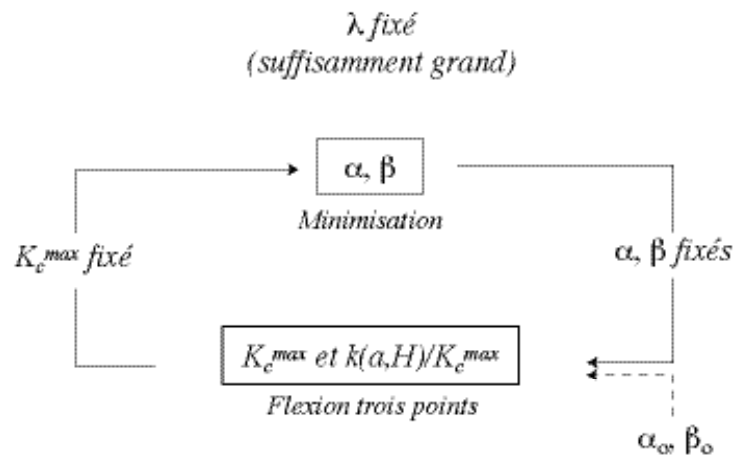 λ fixé
(suffisamment grand)
α, β
Minimisation
K_c^max fixé
α, β fixés
K_c^max et k(a,H)/K_c^max
Flexion trois points
α_o, β_o